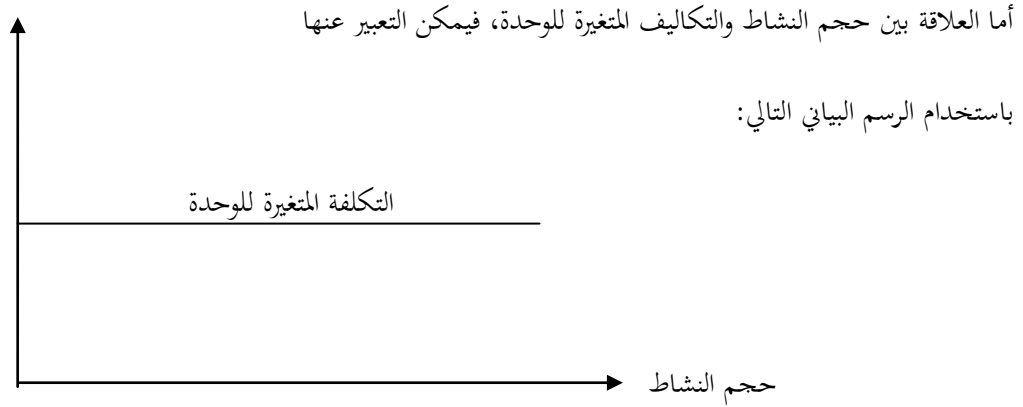 أما العلاقة بين حجم النشاط والتكاليف المتغيرة للوحدة، فيمكن التعبير عنها
باستخدام الرسم البياني التالي:
التكلفة المتغيرة للوحدة
حجم النشاط